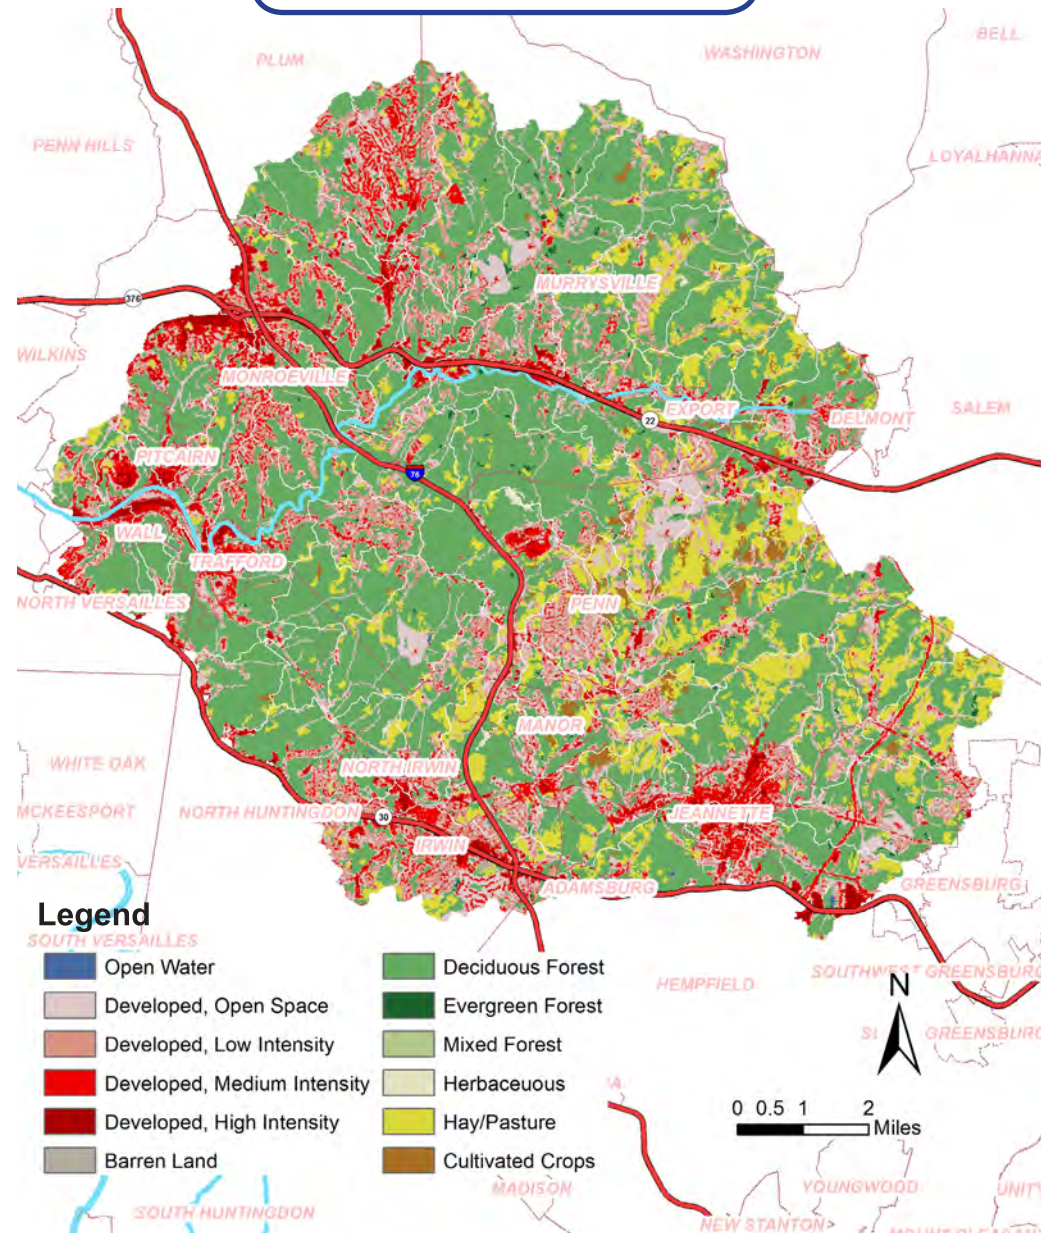 BELL
WASHINGTON
PLUM
PENN HILLS
LOYALHANNA
MURRYSVILLE
376
WILKINS
MONROEVILLE
EXPORT
SALEM
DELMONT
22
PITCAIRN
76
WALL
TRAFFORD
NORTH VERSAILLES
PENN
MANOR
WHITE OAK
NORTH IRWIN
MCKEESPORT
NORTH HUNTINGDON
30
JEANNETTE
IRWIN
VERSAILLES
ADAMSBURG
GREENSBURG
Legend
SOUTH VERSAILLES
Open Water
Developed, Open Space
Developed, Low Intensity
Developed, Medium Intensity
Developed, High Intensity
Barren Land
Deciduous Forest
Evergreen Forest
Mixed Forest
Herbaceuous
Hay/Pasture
Cultivated Crops
HEMPFIELD
SOUTHWEST GREENSBURG
N
GREENSBURG
0 0.5 1 2
Miles
MADISON
YOUNGWOOD
UNITY
SOUTH HUNTINGDON
NEW STANTON